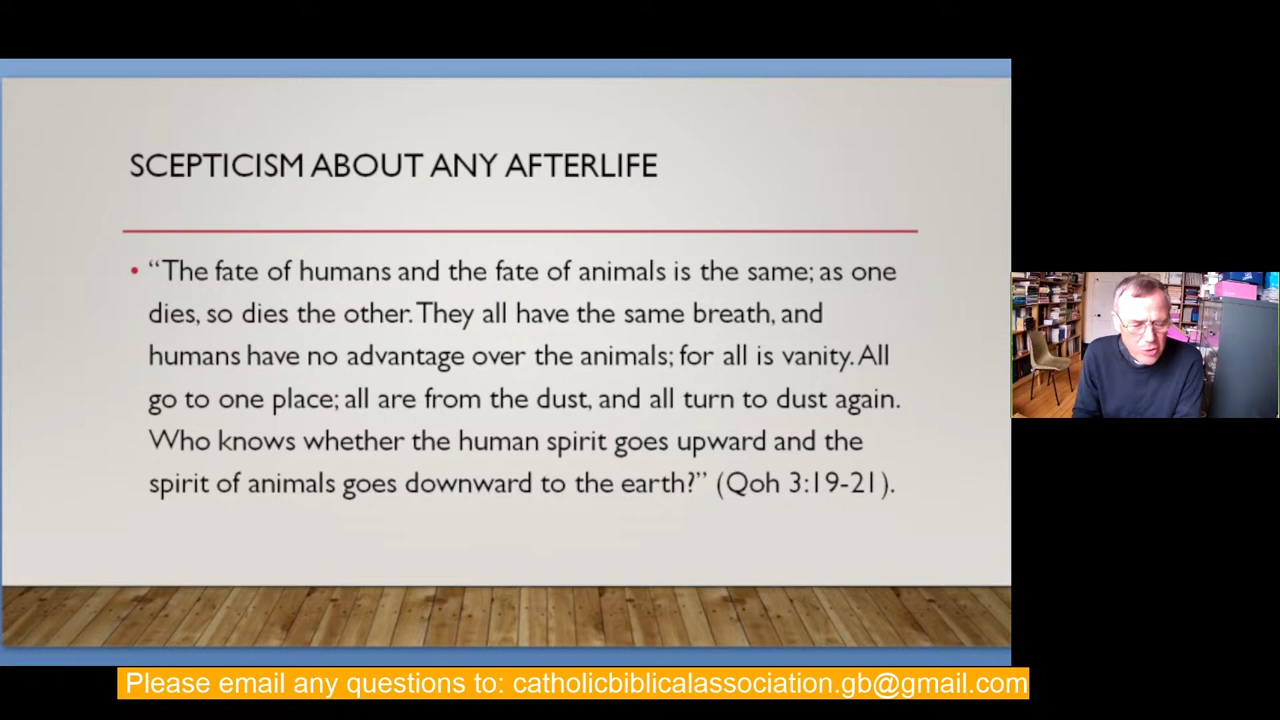 SCEPTICISM ABOUT ANY AFTERLIFE
• “The fate of humans and the fate of animals is the same; as one
dies, so dies the other. They all have the same breath, and
humans have no advantage over the animals; for all is vanity. All
go to one place; all are from the dust, and all turn to dust again.
Who knows whether the human spirit goes upward and the
spirit of animals goes downward to the earth?” (Qoh 3:19-21).
Please email any questions to: catholicbiblicalassociation.gb@gmail.com